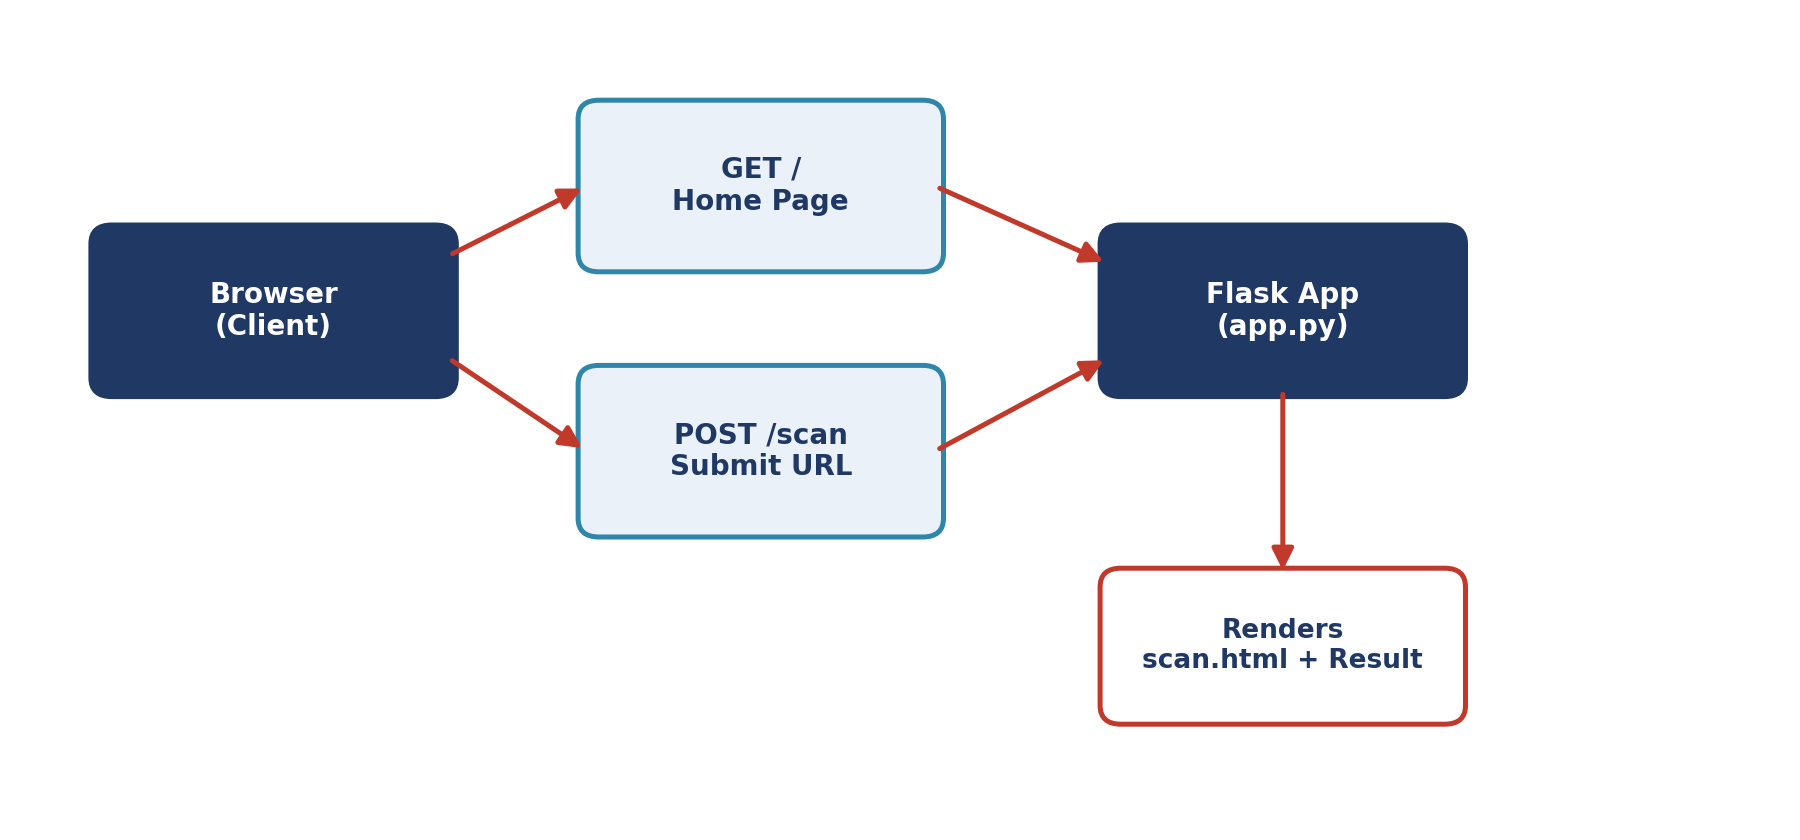 Browser
(Client)
GET /
Home Page
POST /scan
Submit URL
Flask App
(app.py)
Renders
scan.html + Result